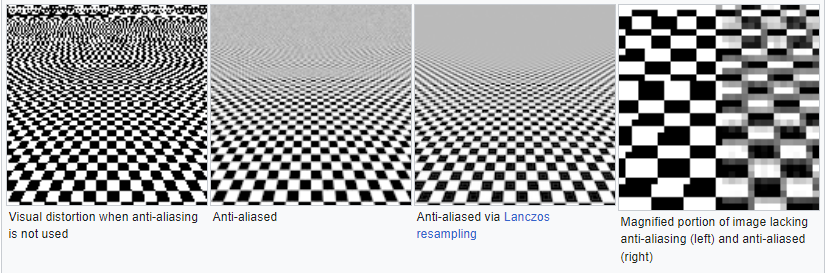 Visual distortion when anti-aliasing
is not used
Anti-aliased
Anti-aliased via Lanczos
resampling
Magnified portion of image lacking
anti-aliasing (left) and anti-aliased
(right)